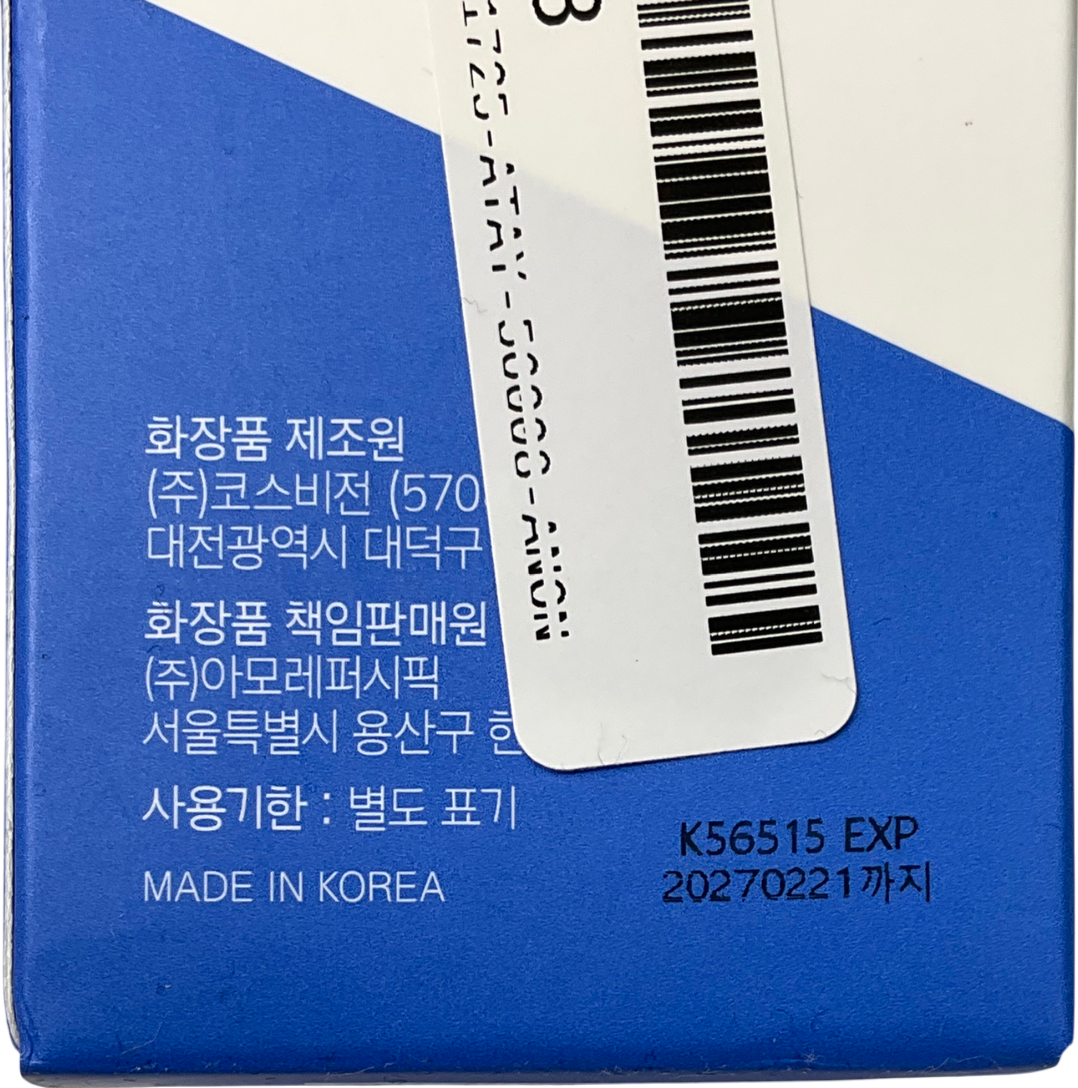 화장품 제조원
(주)코스비전 (570
대전광역시 대덕구
화장품 책임판매원
(주)아모레퍼시픽
서울특별시 용산구 한
사용기한 : 별도 표기
MADE IN KOREA
K56515 EXP
20270221까지